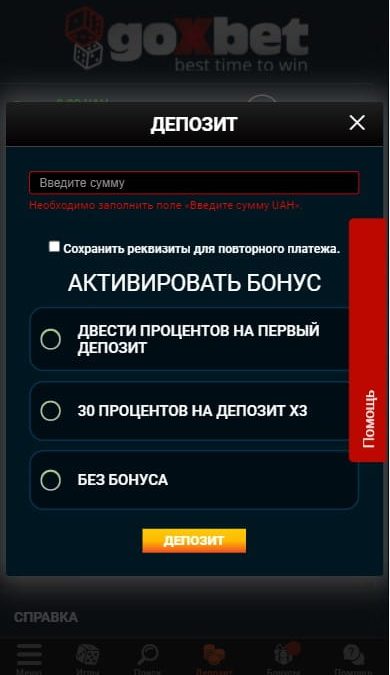 goXbet
best time to win
ДЕПОЗИТ
Введите сумму
Необходимо заполнить поле «Введите сумму UAH».
Сохранить реквизиты для повторного платежа.
АКТИВИРОВАТЬ БОНУС
ДВЕСТИ ПРОЦЕНТОВ НА ПЕРВЫЙ
ДЕПОЗИТ
30 ПРОЦЕНТОВ НА ДЕПОЗИТ X3
БЕЗ БОНУСА
Помощь
ДЕПОЗИТ
СПРАВКА
Меню Игры Поиск Депозит Бонусы Помощь